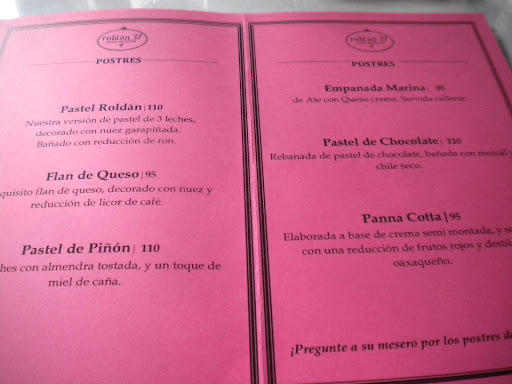 roldán 37
POSTRES
Pastel Roldán|110
Nuestra versión de pastel de 3 leches,
decorado con nuez garapiñada.
Bañado con reducción de ron.
Flan de Queso|95
quisito flan de queso, decorado con nuez y
reducción de licor de café.
Pastel de Piñón| 110
hes con almendra tostada, y un toque de
miel de caña.
roldán 37
POSTRES
Empanada Marina| 95
de Ate con Queso crema. Servida caliente.
Pastel de Chocolate| 110
Rebanada de pastel de chocolate, bañada con mezcal y
chile seco.
Panna Cotta|95
Elaborada a base de crema semi montada, y se
con una reducción de frutos rojos y destila
oaxaqueño.
¡Pregunte a su mesero por los postres de